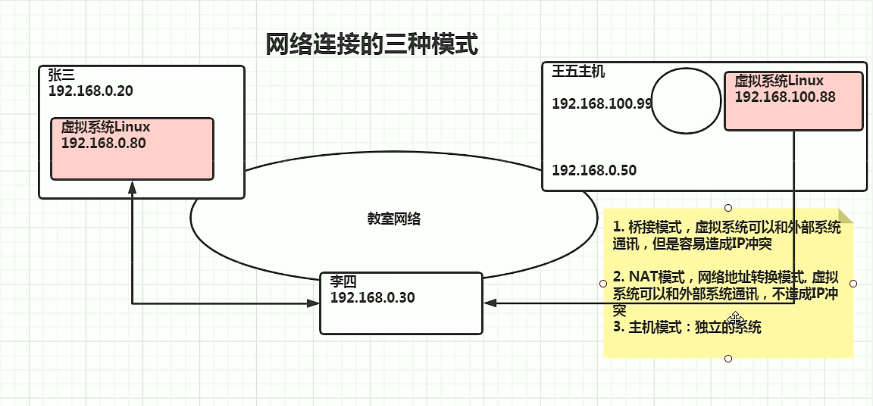 网络连接的三种模式
张三
192.168.0.20
虚拟系统Linux
192.168.0.80
王五主机
192.168.100.99
虚拟系统Linux
192.168.100.88
192.168.0.50
教室网络
李四
192.168.0.30
1. 桥接模式，虚拟系统可以和外部系统
通讯，但是容易造成IP冲突
2. NAT模式，网络地址转换模式, 虚拟
系统可以和外部系统通讯，不造成IP冲
突
3. 主机模式：独立的系统